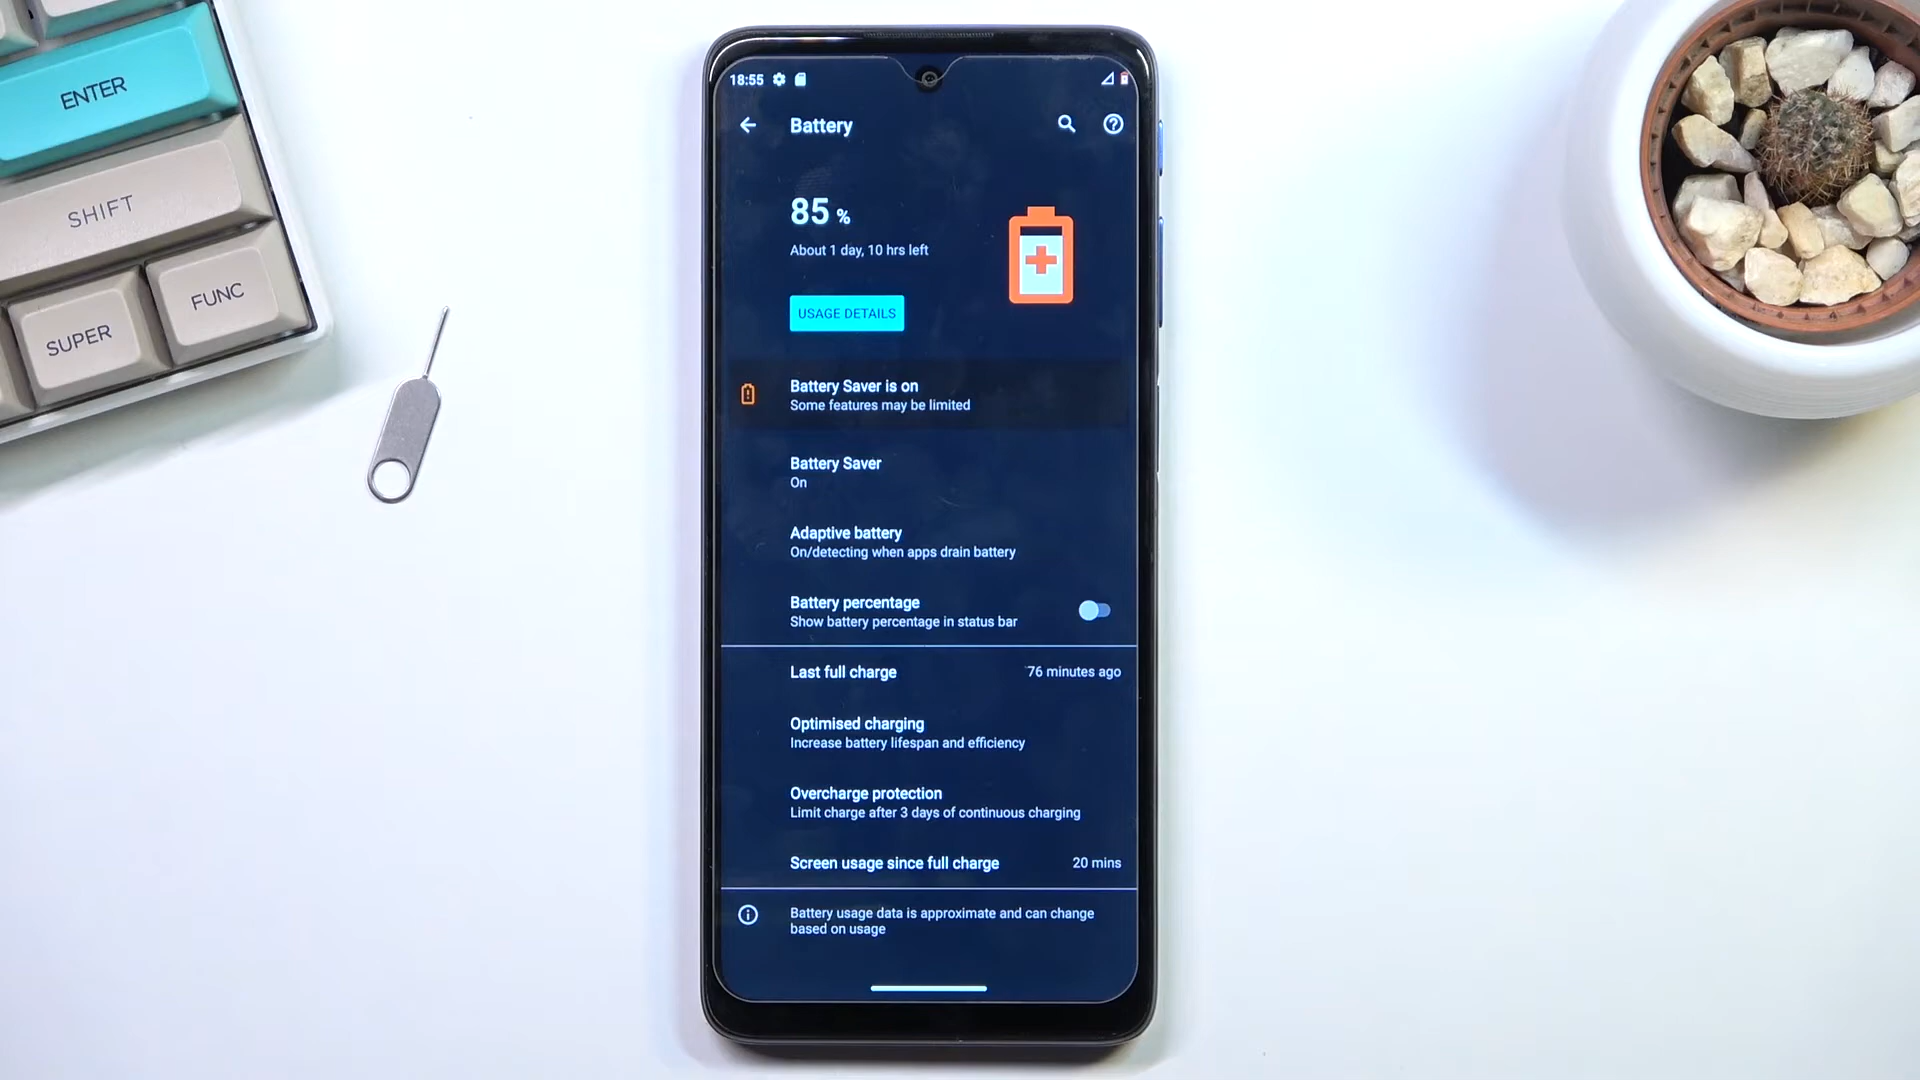 ENTER
SHIFT
SUPER
FUNC
18:55
Battery
85 %
About 1 day, 10 hrs left
USAGE DETAILS
Battery Saver is on
Some features may be limited
Battery Saver
On
Adaptive battery
On/detecting when apps drain battery
Battery percentage
Show battery percentage in status bar
Last full charge 76 minutes ago
Optimised charging
Increase battery lifespan and efficiency
Overcharge protection
Limit charge after 3 days of continuous charging
Screen usage since full charge 20 mins
Battery usage data is approximate and can change
based on usage